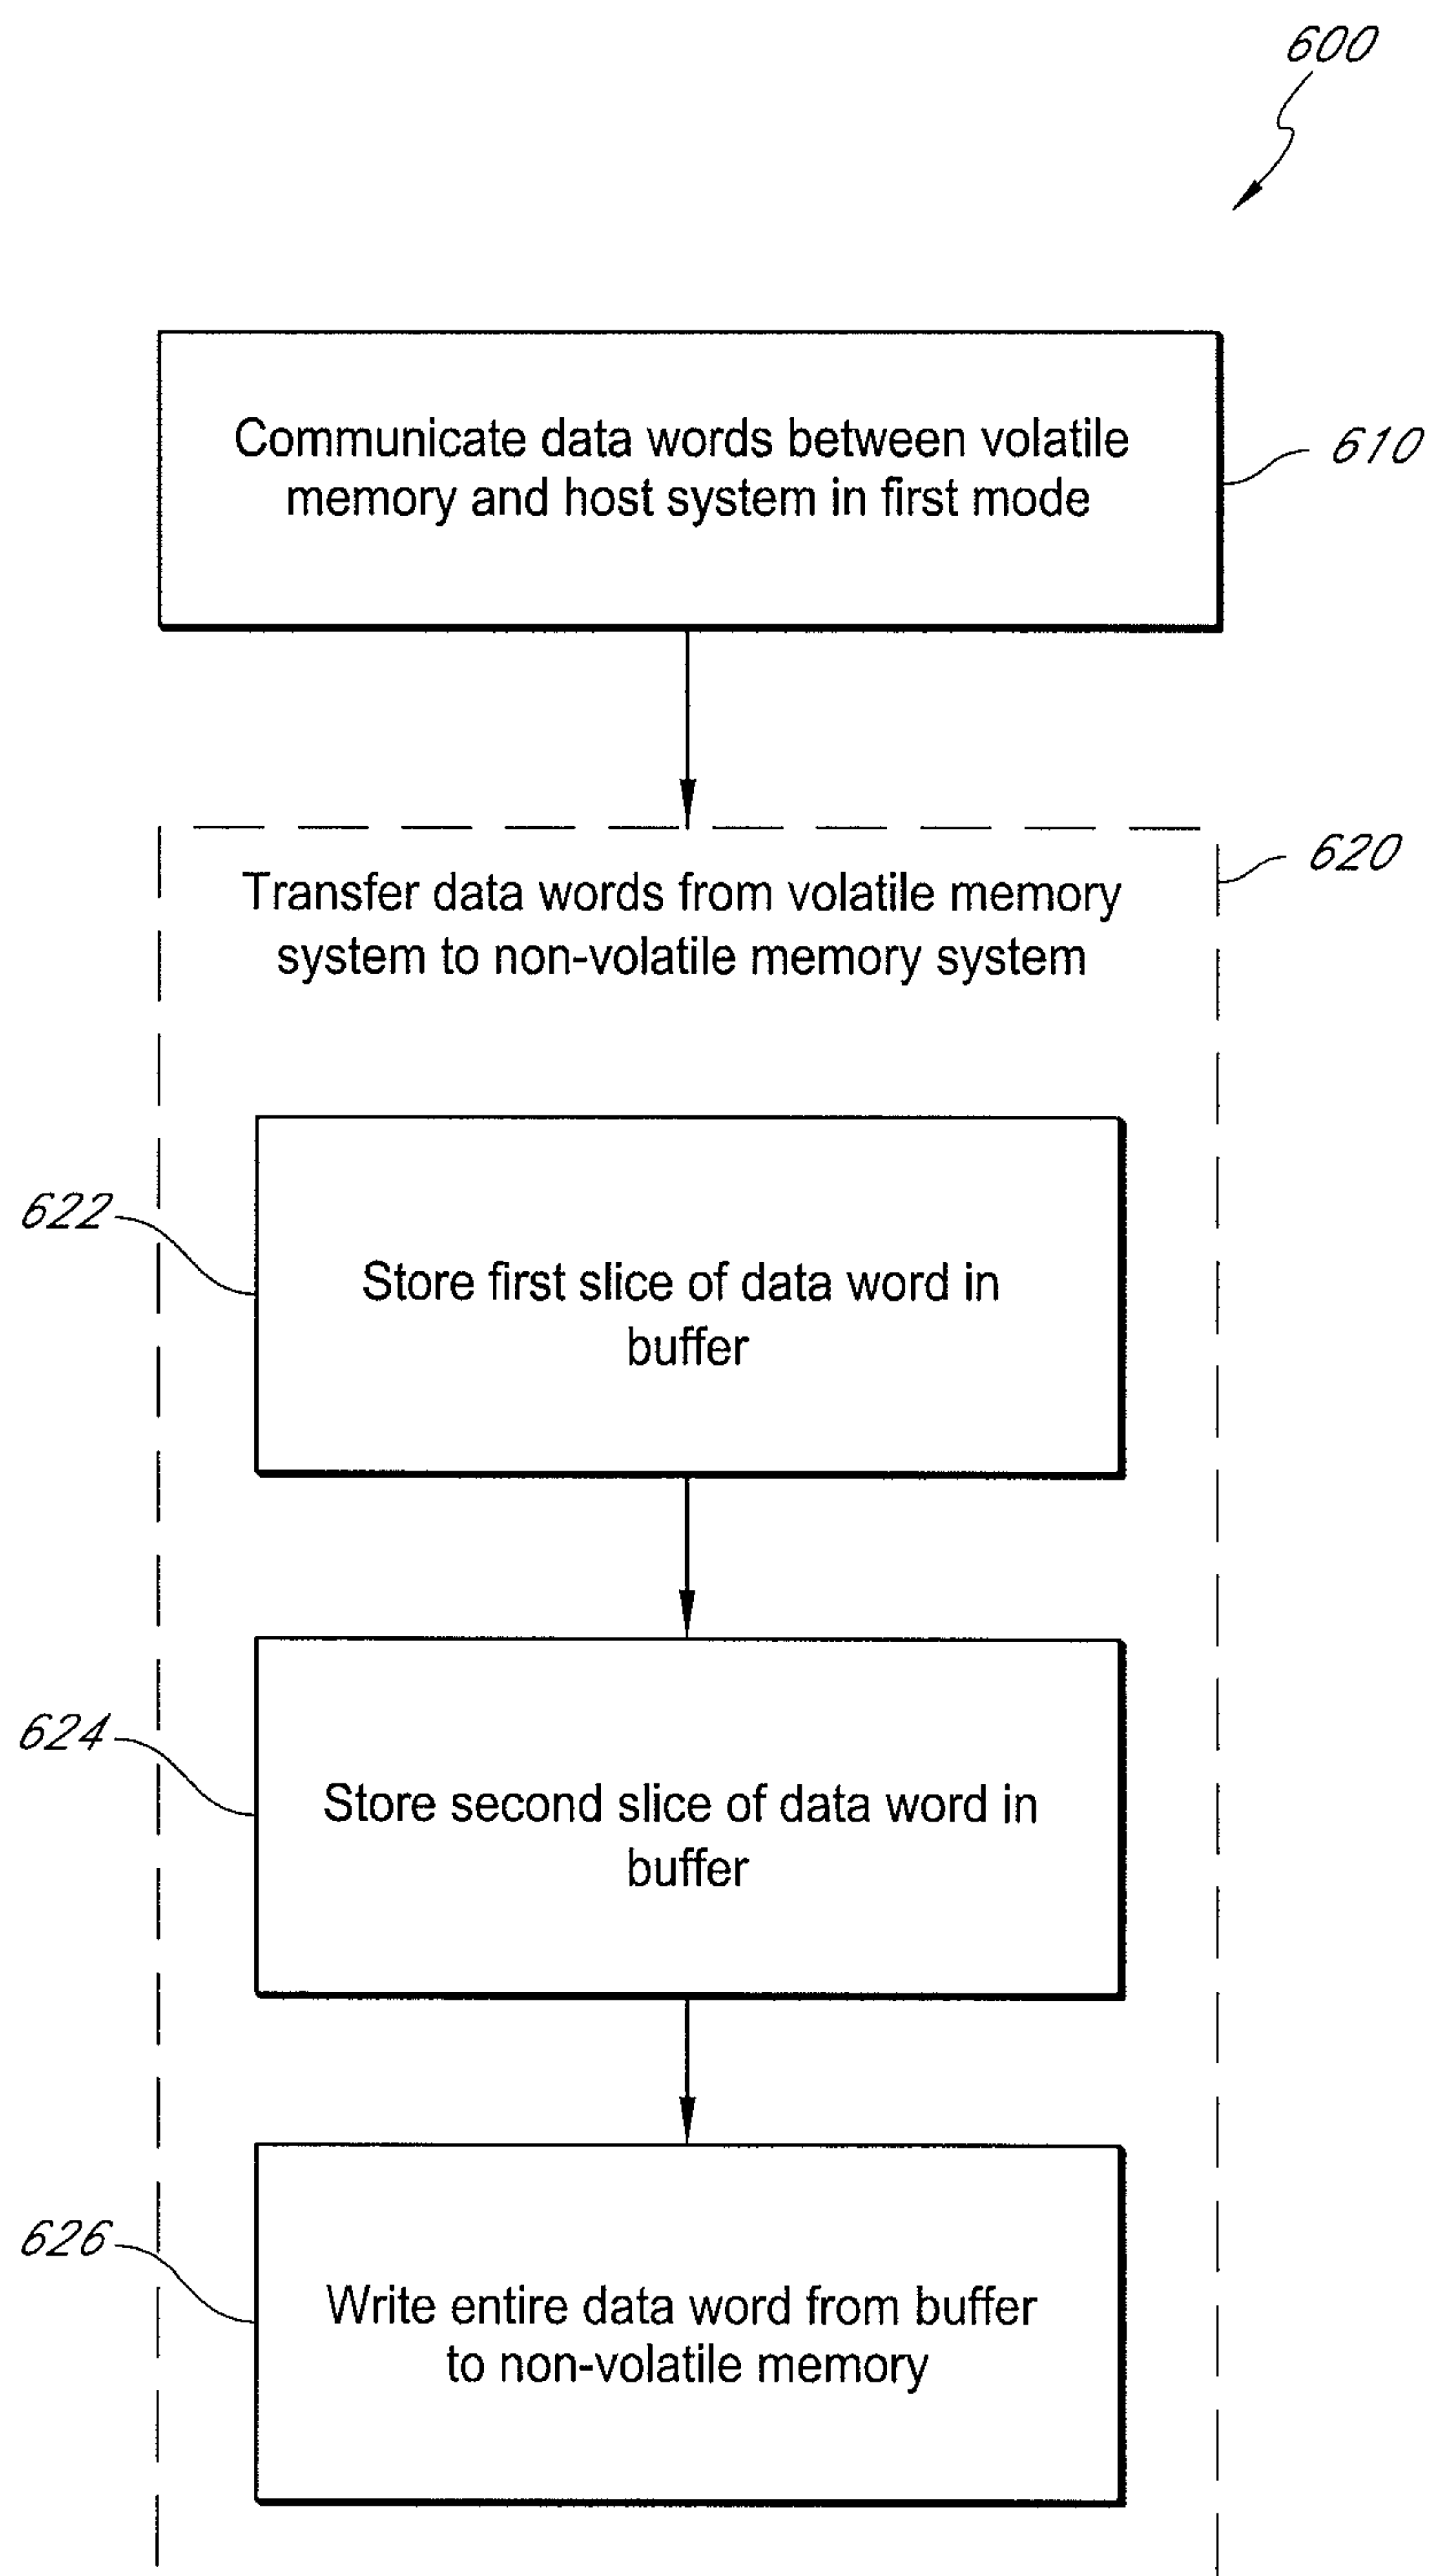 600
Communicate data words between volatile
memory and host system in first mode
610
620
Transfer data words from volatile memory
system to non-volatile memory system
622
Store first slice of data word in
buffer
624
Store second slice of data word in
buffer
626
Write entire data word from buffer
to non-volatile memory